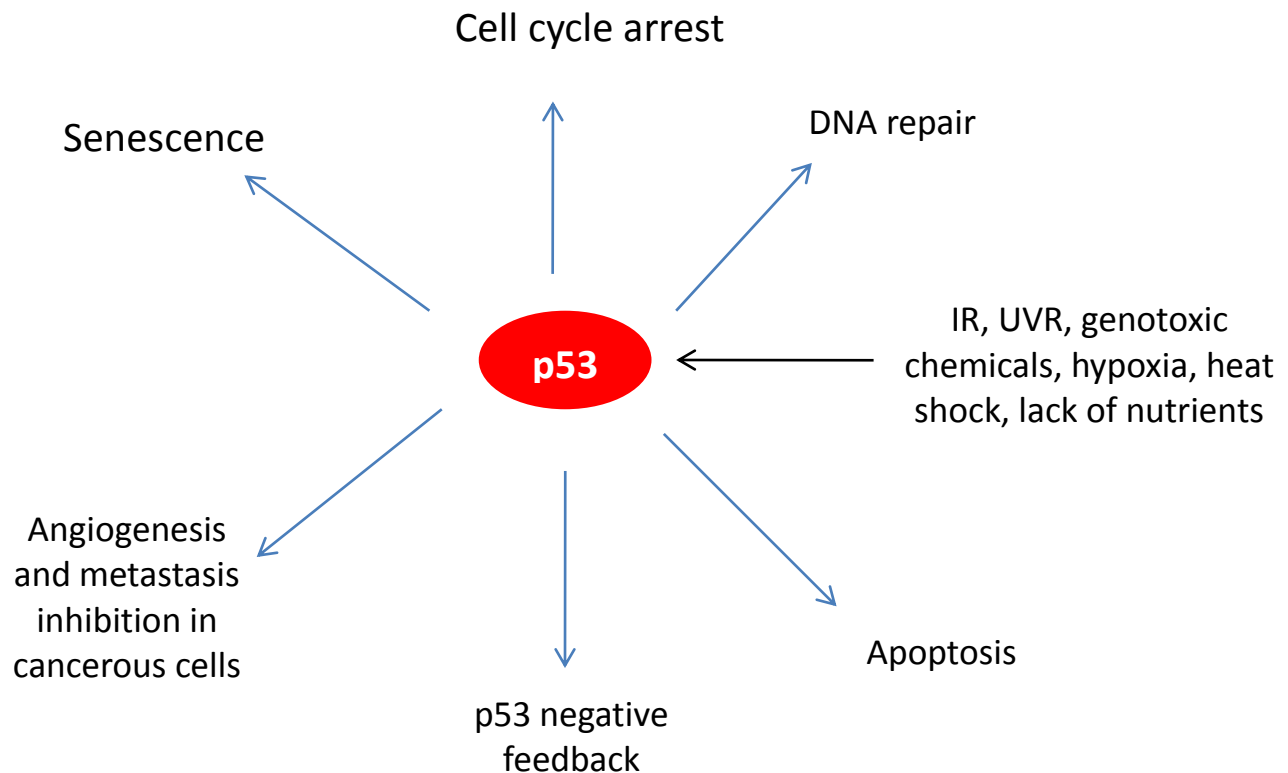 Cell cycle arrest
Senescence
DNA repair
IR, UVR, genotoxic
chemicals, hypoxia, heat
shock, lack of nutrients
p53
Angiogenesis
and metastasis
inhibition in
cancerous cells
Apoptosis
p53 negative
feedback